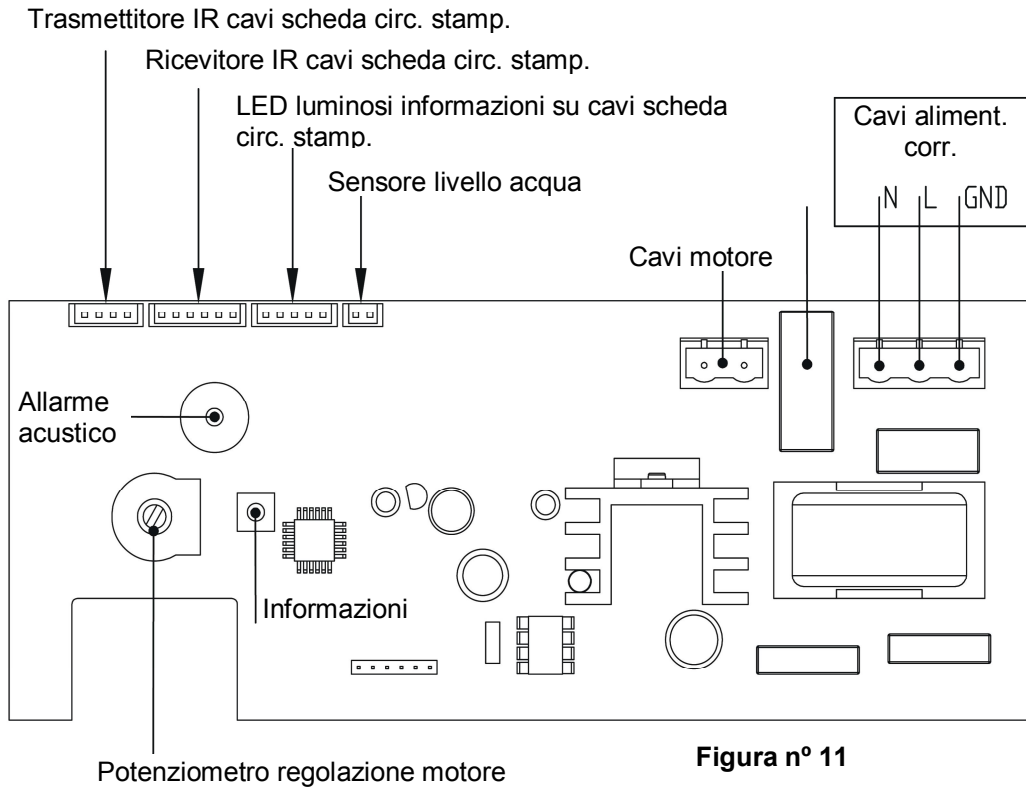 Trasmettitore IR cavi scheda circ. stamp.
Ricevitore IR cavi scheda circ. stamp.
LED luminosi informazioni su cavi scheda
circ. stamp.
Sensore livello acqua
Cavi aliment.
corr.
N L GND
Cavi motore
Allarme
acustico
Informazioni
Potenziometro regolazione motore
Figura nº 11